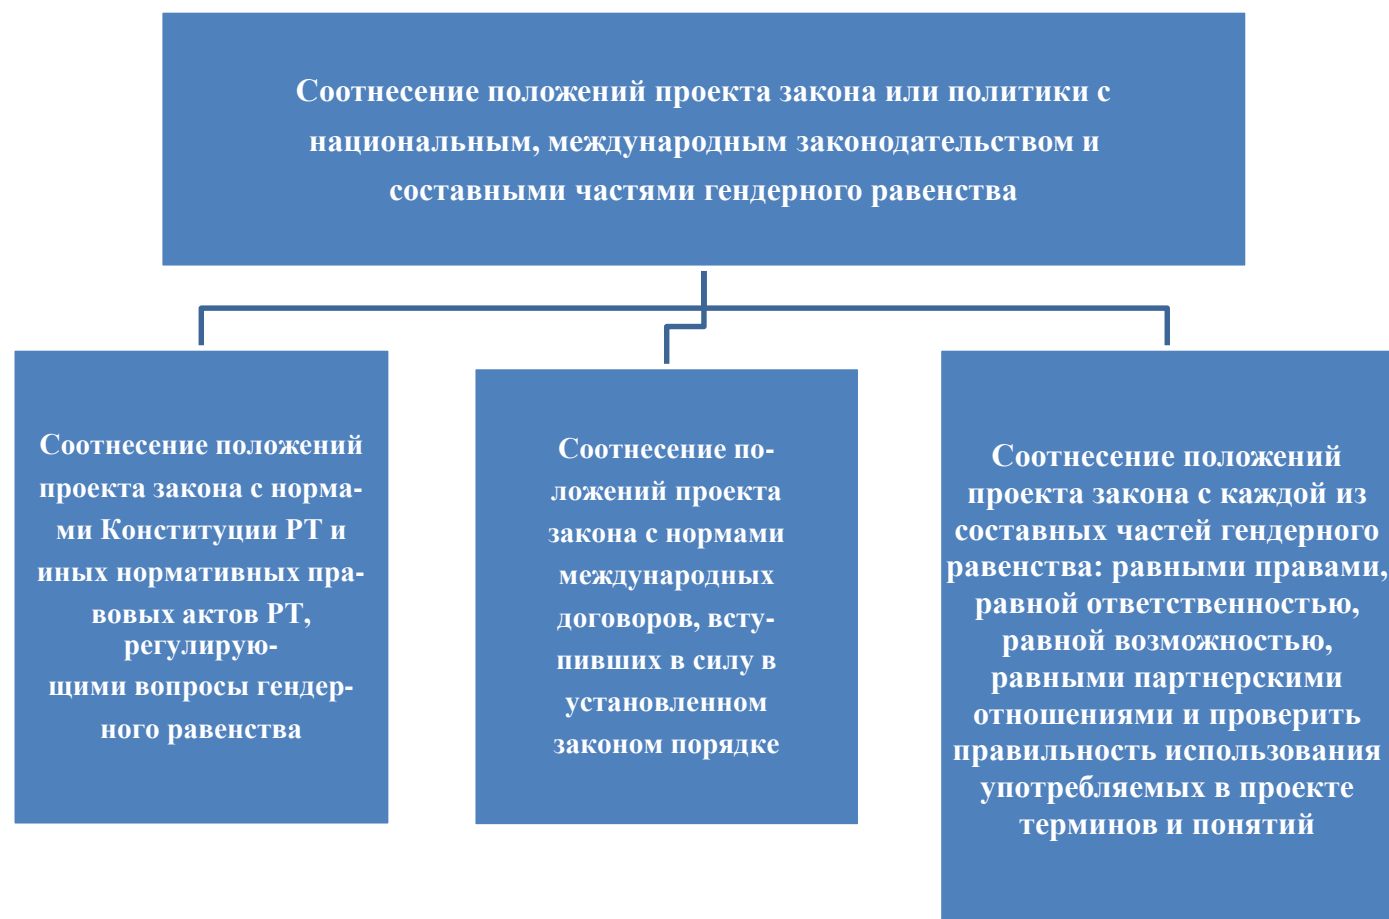 Соотнесение положений проекта закона или политики с
национальным, международным законодательством и
составными частями гендерного равенства
Соотнесение положений
проекта закона с норма-
ми Конституции РТ и
иных нормативных пра-
вовых актов РТ,
регулирую-
щими вопросы гендер-
ного равенства
Соотнесение по-
ложений проекта
закона с нормами
международных
договоров, всту-
пивших в силу в
установленном
законом порядке
Соотнесение положений
проекта закона с каждой из
составных частей гендерного
равенства: равными правами,
равной ответственностью,
равной возможностью,
равными партнерскими
отношениями и проверить
правильность использования
употребляемых в проекте
терминов и понятий